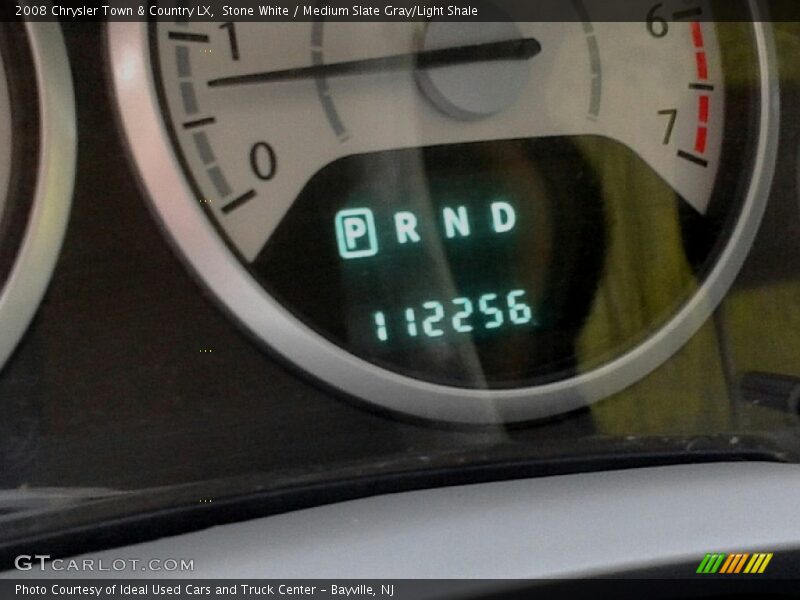 2008 Chrysler Town & Country LX, Stone White / Medium Slate Gray/Light Shale
1 6
0 7
P R N D
112256
GTCARLOT.COM
Photo Courtesy of Ideal Used Cars and Truck Center - Bayville, NJ